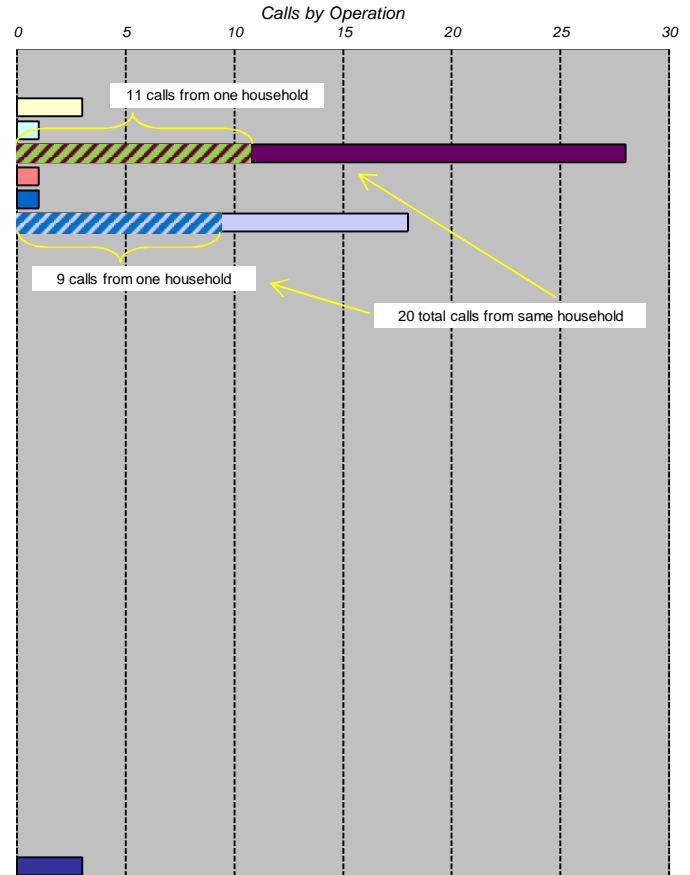 Calls by Operation
0 5 10 15 20 25 30
11 calls from one household
9 calls from one household
20 total calls from same household